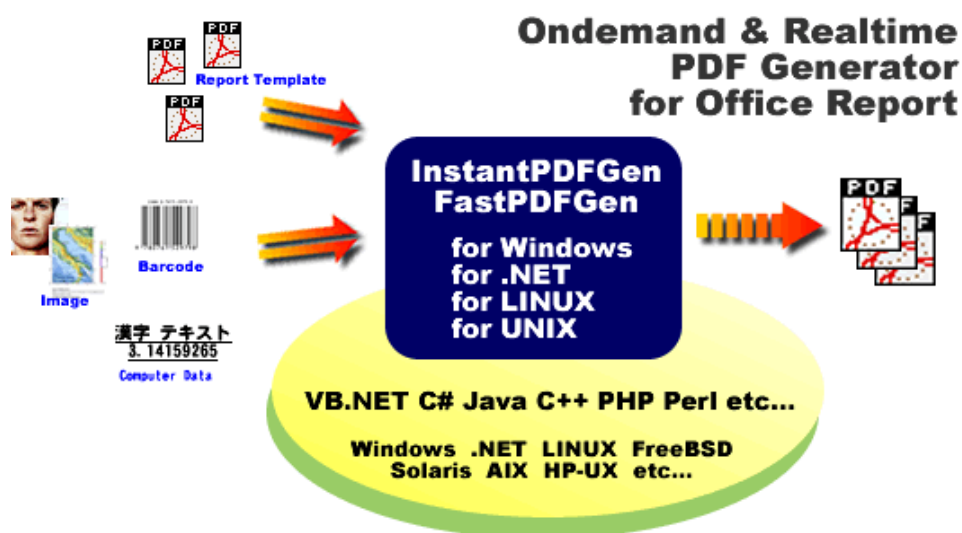 Ondemand & Realtime
PDF Generator
for Office Report
PDF
PDF
Report Template
PDF
InstantPDFGen
FastPDFGen
for Windows
for .NET
for LINUX
for UNIX
Barcode
Image
漢字 テキスト
3.14159265
Computer Data
PDF
VB.NET C# Java C++ PHP Perl etc...
Windows .NET LINUX FreeBSD
Solaris AIX HP-UX etc...